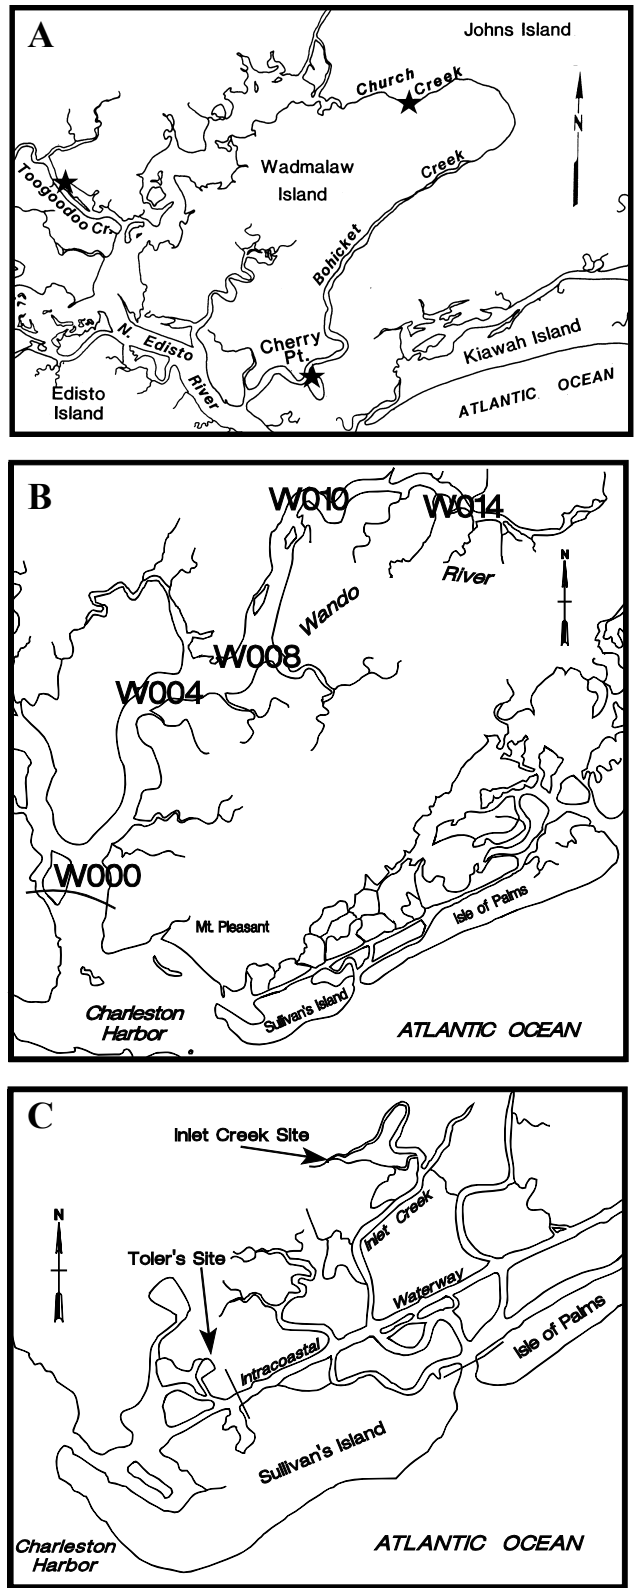 A
Johns Island
Church Creek
N
Wadmalaw
Island
Creek
Toogoodoo Cr.
Bohicket
N. Edisto
River
Cherry
Pt.
Kiawah Island
Edisto
Island
ATLANTIC OCEAN
B
W010
W014
N
River
Wando
W008
W004
W000
Mt. Pleasant
Isle of Palms
Sullivan's Island
Charleston
Harbor
ATLANTIC OCEAN
C
Inlet Creek Site
N
Inlet Creek
Toler's Site
Waterway
Intracoastal
Isle of Palms
Sullivan's Island
Charleston
Harbor
ATLANTIC OCEAN